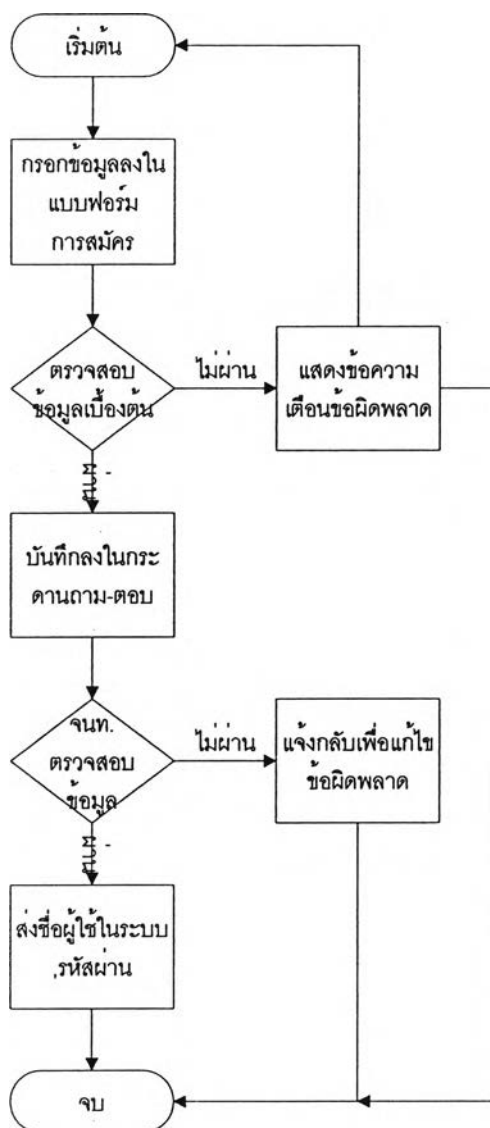 เริ่มต้น
กรอกข้อมูลลงใน
แบบฟอร์ม
การสมัคร
ตรวจสอบ
ข้อมูลเบื้องต้น
ไม่ผ่าน
แสดงข้อความ
เตือนข้อผิดพลาด
ผ่าน
บันทึกลงในกระ
ดานถาม-ตอบ
จนท.
ตรวจสอบ
ข้อมูล
ไม่ผ่าน
แจ้งกลับเพื่อแก้ไข
ข้อผิดพลาด
ผ่าน
ส่งชื่อผู้ใช้ในระบบ
,รหัสผ่าน
จบ